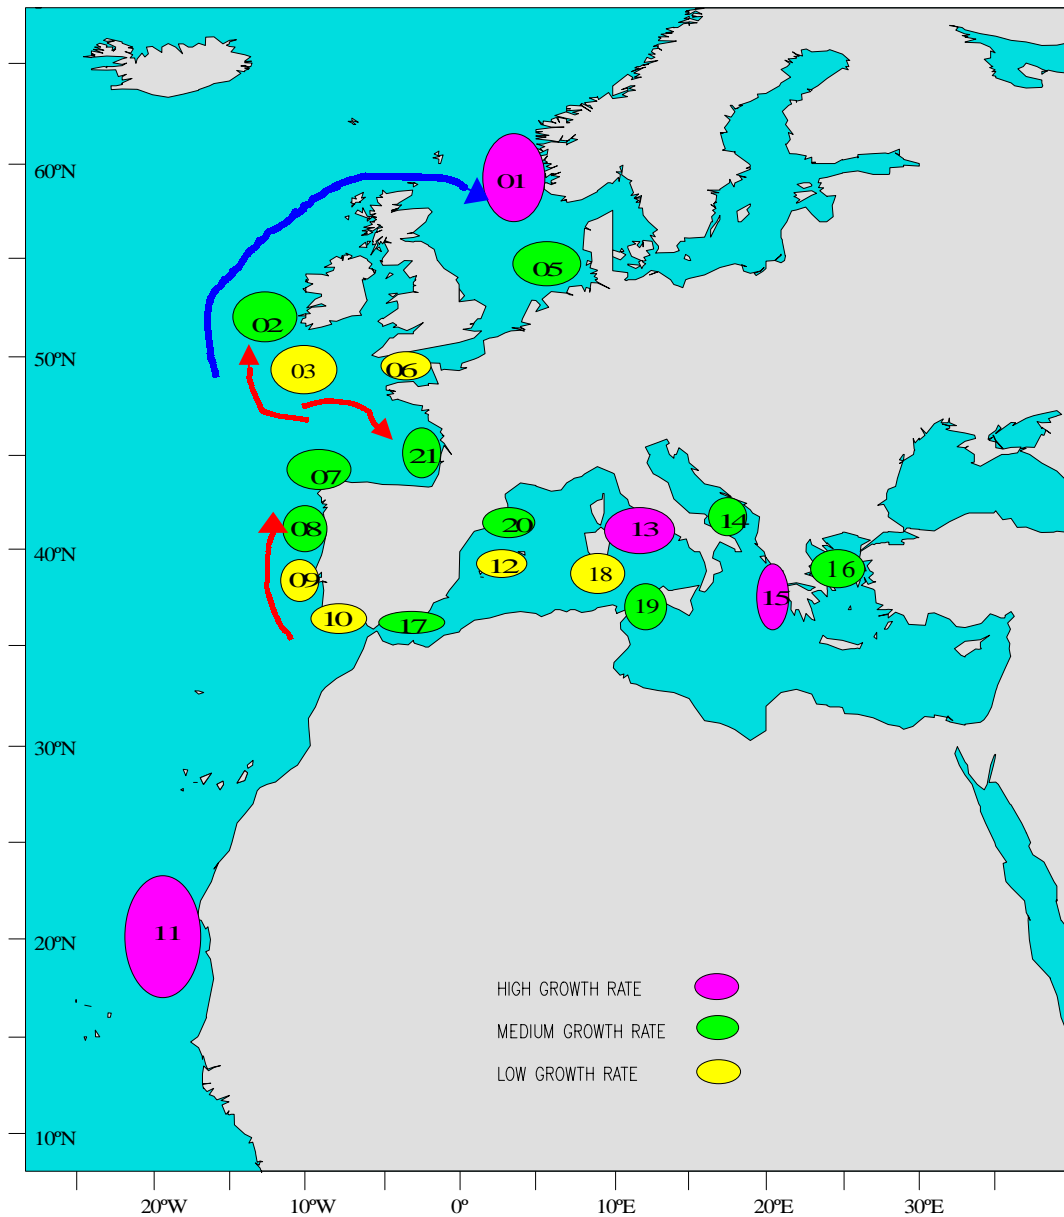 60ºN
01
05
02
50ºN
03
06
21
07
08
20
13
14
40ºN
09
12
18
16
15
19
10
17
30ºN
11
20ºN
HIGH GROWTH RATE
MEDIUM GROWTH RATE
LOW GROWTH RATE
10ºN
20ºW 10ºW 0º 10ºE 20ºE 30ºE